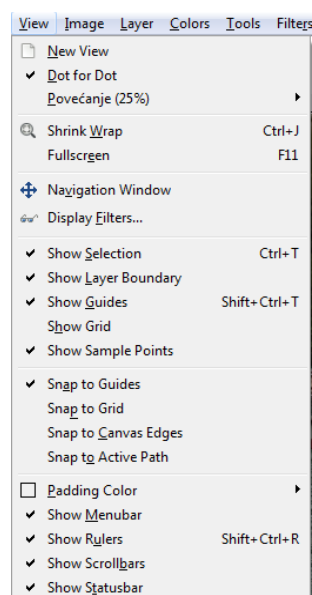 View Image Layer Colors Tools Filters
New View
Dot for Dot
Povećanje (25%)
Shrink Wrap Ctrl+J
Fullscreen F11
Navigation Window
Display Filters...
Show Selection Ctrl+T
Show Layer Boundary
Show Guides Shift+Ctrl+T
Show Grid
Show Sample Points
Snap to Guides
Snap to Grid
Snap to Canvas Edges
Snap to Active Path
Padding Color
Show Menubar
Show Rulers Shift+Ctrl+R
Show Scrollbars
Show Statusbar